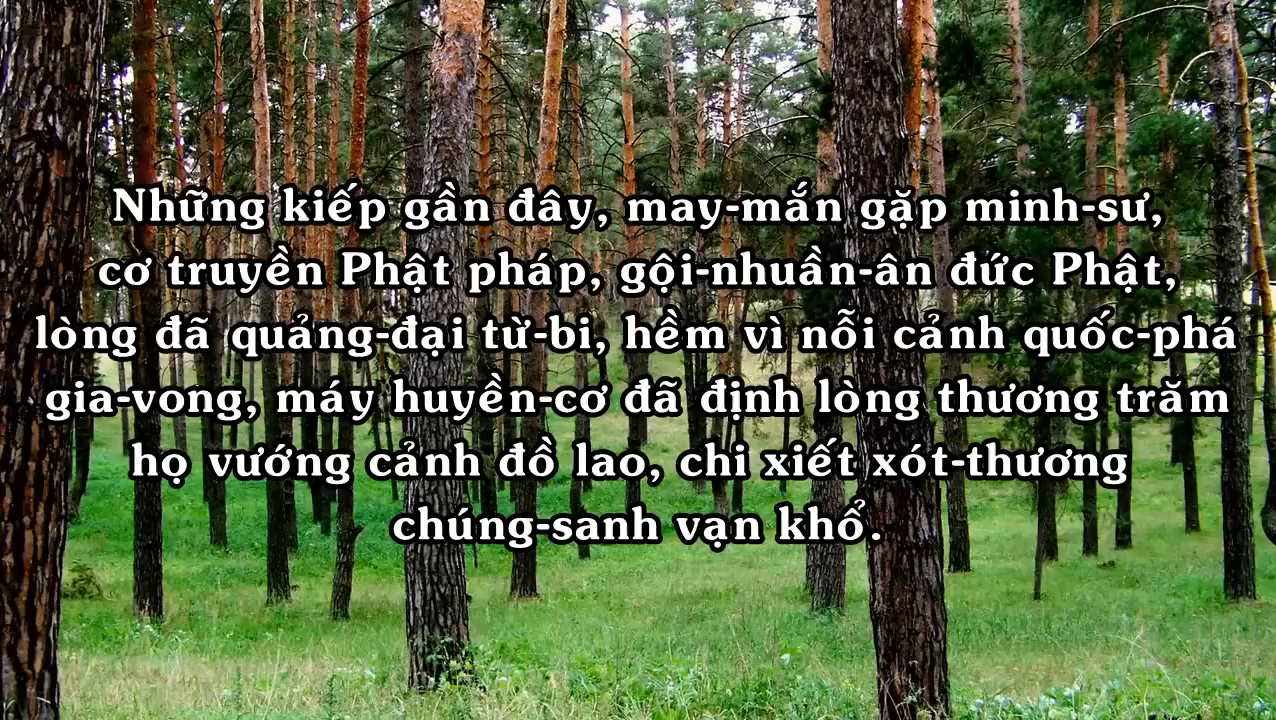 Những kiếp gần đây, may-mắn gặp minh-sư,
cơ truyền Phật pháp, gội-nhuần-ân đức Phật,
lòng đã quảng-đại từ-bi, hềm vì nỗi cảnh quốc-phá
gia-vong, máy huyền-cơ đã định lòng thương trăm
họ vướng cảnh đồ lao, chi xiết xót-thương
chúng-sanh vạn khổ.